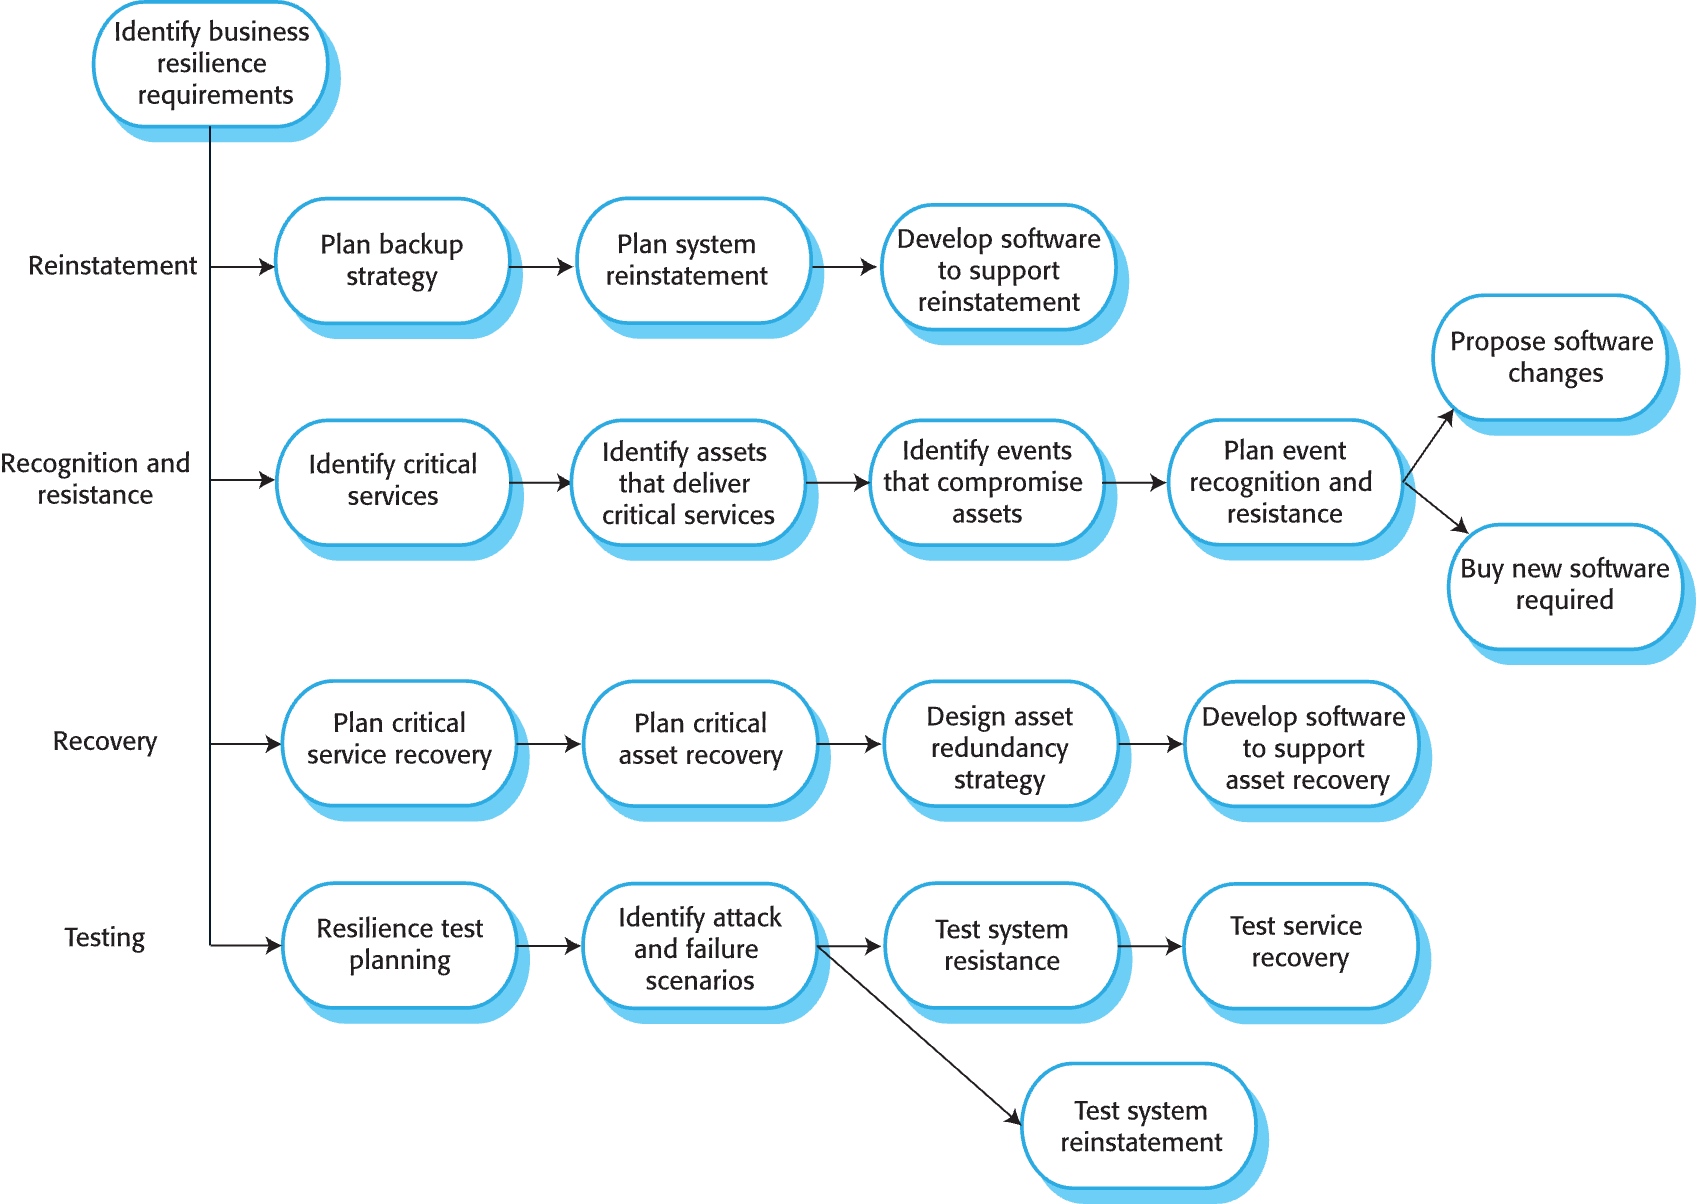 Identify business
resilience
requirements
Reinstatement
Plan backup
strategy
Plan system
reinstatement
Develop software
to support
reinstatement
Propose software
changes
Recognition and
resistance
Identify critical
services
Identify assets
that deliver
critical services
Identify events
that compromise
assets
Plan event
recognition and
resistance
Buy new software
required
Recovery
Plan critical
service recovery
Plan critical
asset recovery
Design asset
redundancy
strategy
Develop software
to support
asset recovery
Testing
Resilience test
planning
Identify attack
and failure
scenarios
Test system
resistance
Test service
recovery
Test system
reinstatement